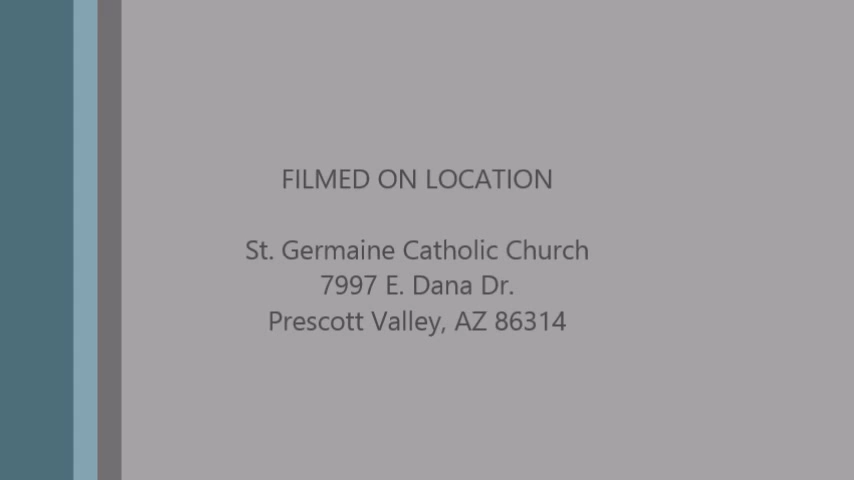 FILMED ON LOCATION
St. Germaine Catholic Church
7997 E. Dana Dr.
Prescott Valley, AZ 86314